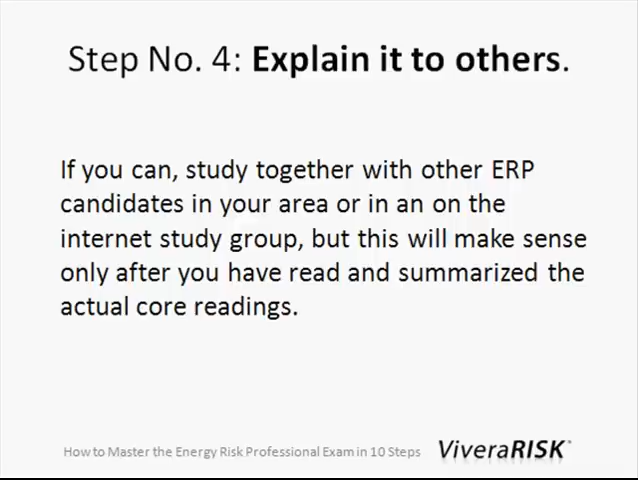 Step No. 4: Explain it to others.
If you can, study together with other ERP
candidates in your area or in an on the
internet study group, but this will make sense
only after you have read and summarized the
actual core readings.
How to Master the Energy Risk Professional Exam in 10 Steps
ViveraRISK